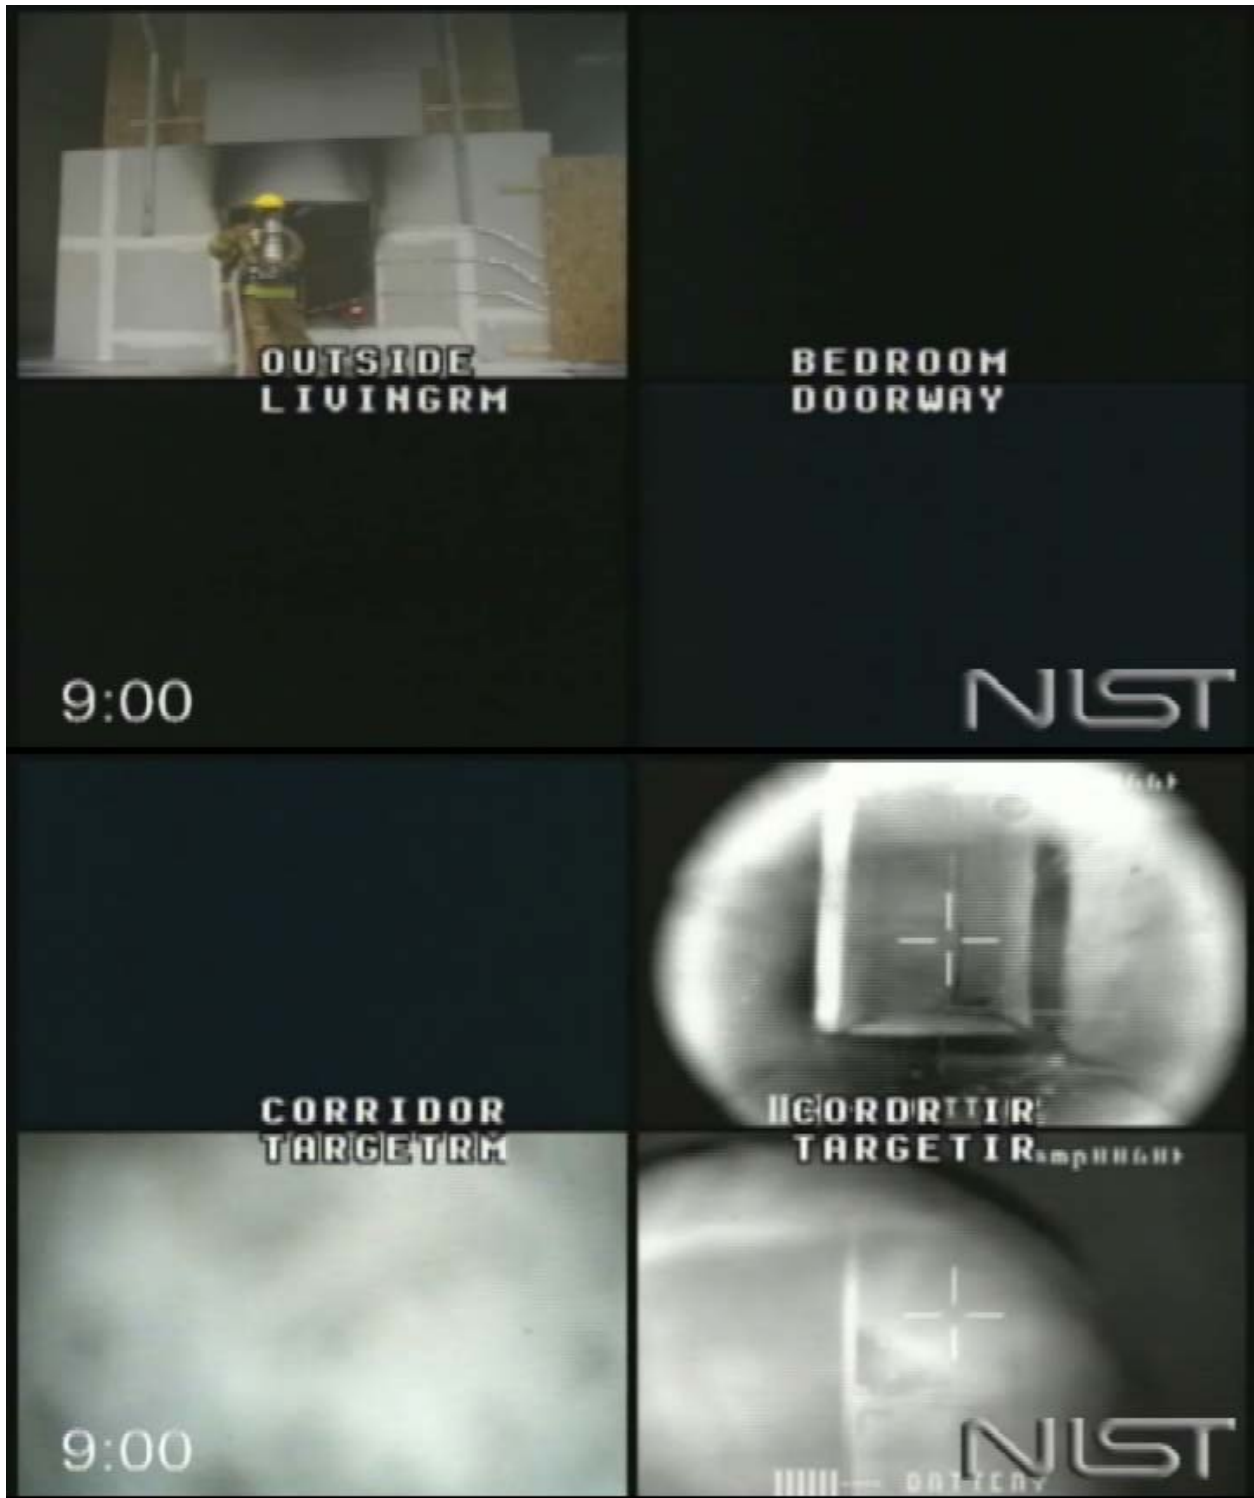 OUTSIDE
BEDROOM
LIVINGRM
DOORWAY
9:00
NIST
CORRIDOR
TARGETRM
TARGETIR
9:00
NIST